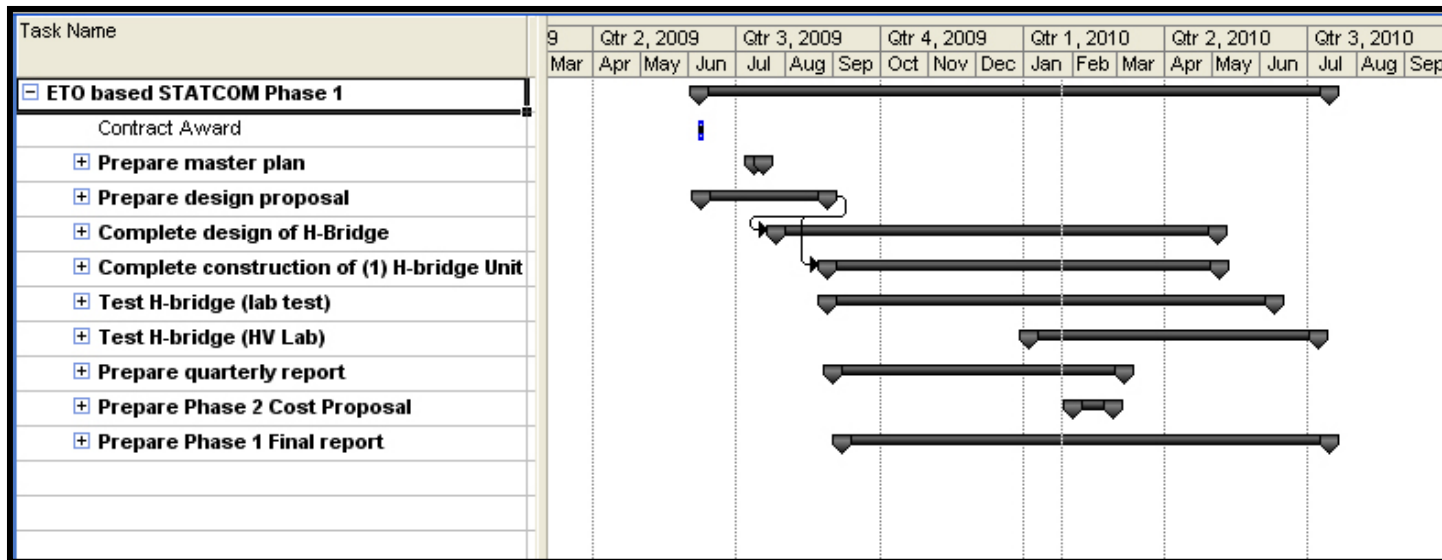 Task Name
9 Qtr 2, 2009 Qtr 3, 2009 Qtr 4, 2009 Qtr 1, 2010 Qtr 2, 2010 Qtr 3, 2010
Mar Apr May Jun Jul Aug Sep Oct Nov Dec Jan Feb Mar Apr May Jun Jul Aug Sep
ETO based STATCOM Phase 1
Contract Award
Prepare master plan
Prepare design proposal
Complete design of H-Bridge
Complete construction of (1) H-bridge Unit
Test H-bridge (lab test)
Test H-bridge (HV Lab)
Prepare quarterly report
Prepare Phase 2 Cost Proposal
Prepare Phase 1 Final report